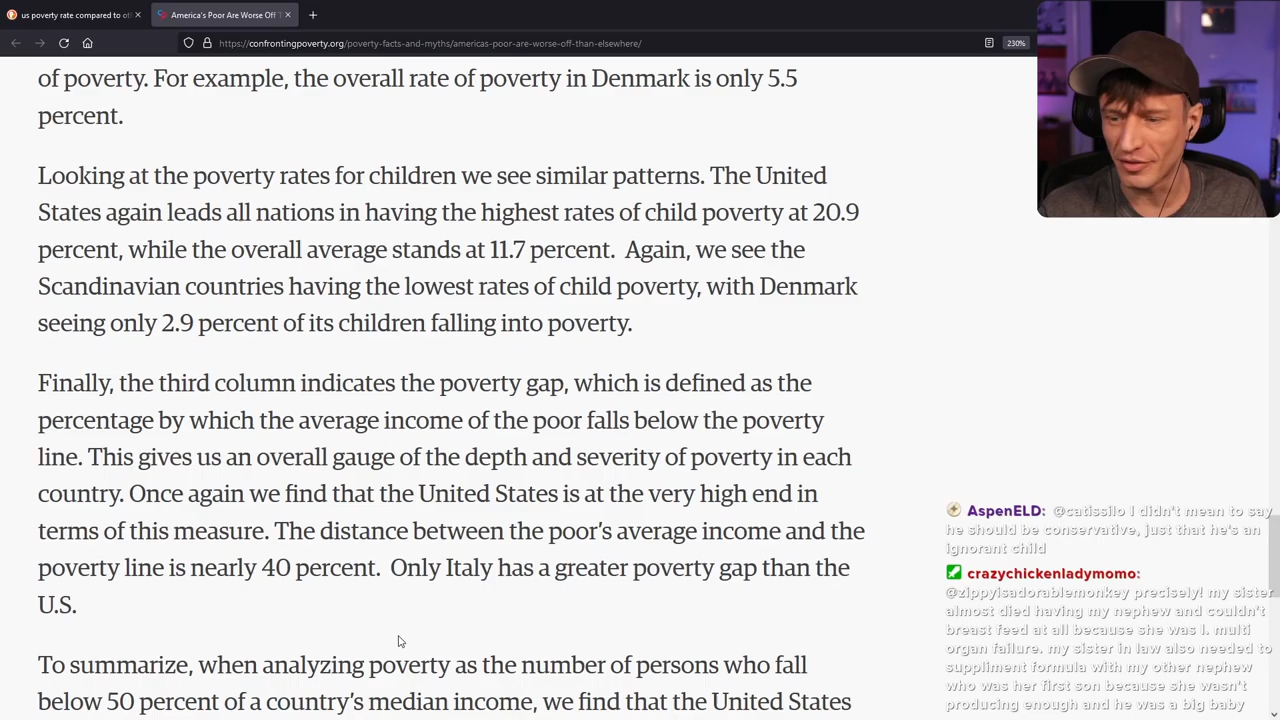 us poverty rate compared to ot
America's Poor Are Worse Off T
https://confrontingpoverty.org/poverty-facts-and-myths/americas-poor-are-worse-off-than-elsewhere/
230%
of poverty. For example, the overall rate of poverty in Denmark is only 5.5
percent.
Looking at the poverty rates for children we see similar patterns. The United
States again leads all nations in having the highest rates of child poverty at 20.9
percent, while the overall average stands at 11.7 percent.  Again, we see the
Scandinavian countries having the lowest rates of child poverty, with Denmark
seeing only 2.9 percent of its children falling into poverty.
Finally, the third column indicates the poverty gap, which is defined as the
percentage by which the average income of the poor falls below the poverty
line. This gives us an overall gauge of the depth and severity of poverty in each
country. Once again we find that the United States is at the very high end in
terms of this measure. The distance between the poor's average income and the
poverty line is nearly 40 percent.  Only Italy has a greater poverty gap than the
U.S.
To summarize, when analyzing poverty as the number of persons who fall
below 50 percent of a country's median income, we find that the United States
AspenELD: @catissilo I didn't mean to say
he should be conservative, just that he's an
ignorant child
crazychickenladymomo:
@zippyisadorablemonkey precisely! my sister
almost died having my nephew and couldn't
breast feed at all because she was I. multi
organ failure. my sister in law also needed to
suppliment formula with my other nephew
who was her first son because she wasn't
producing enough and he was a big baby